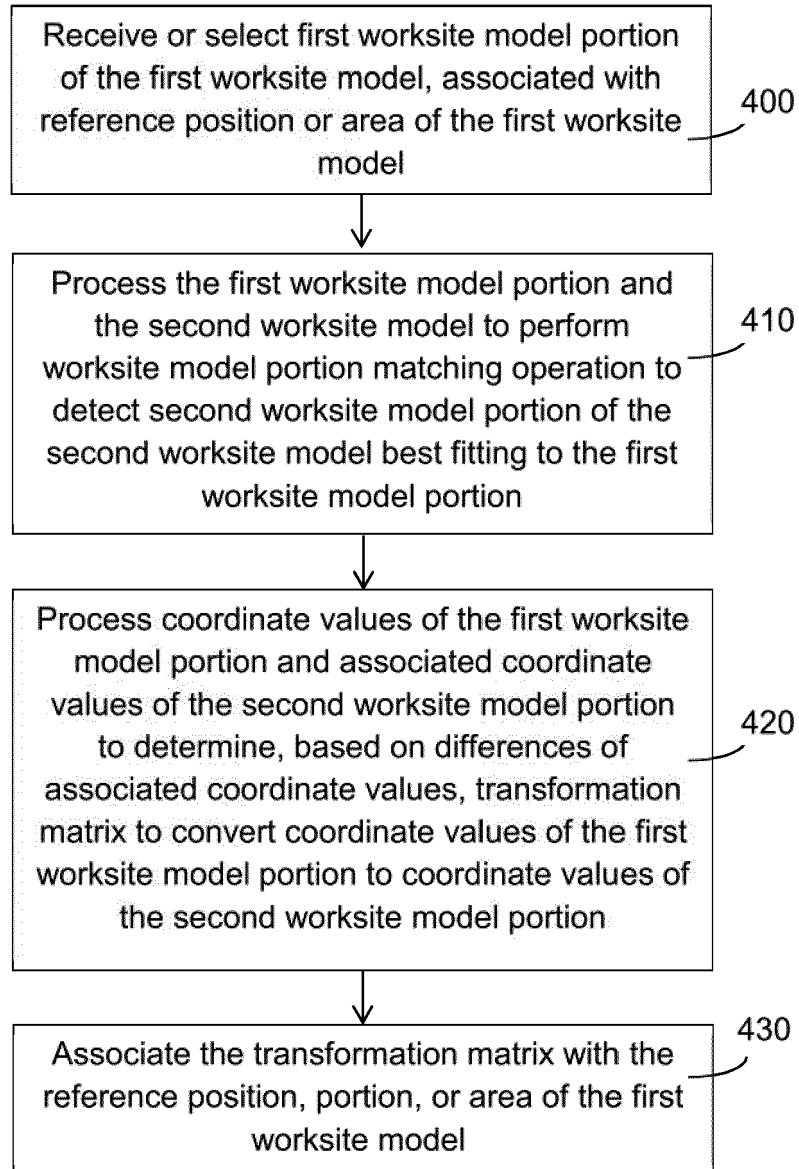 Receive or select first worksite model portion
of the first worksite model, associated with
reference position or area of the first worksite
model
400
Process the first worksite model portion and
the second worksite model to perform
worksite model portion matching operation to
detect second worksite model portion of the
second worksite model best fitting to the first
worksite model portion
410
Process coordinate values of the first worksite
model portion and associated coordinate
values of the second worksite model portion
to determine, based on differences of
associated coordinate values, transformation
matrix to convert coordinate values of the first
worksite model portion to coordinate values of
the second worksite model portion
420
Associate the transformation matrix with the
reference position, portion, or area of the first
worksite model
430